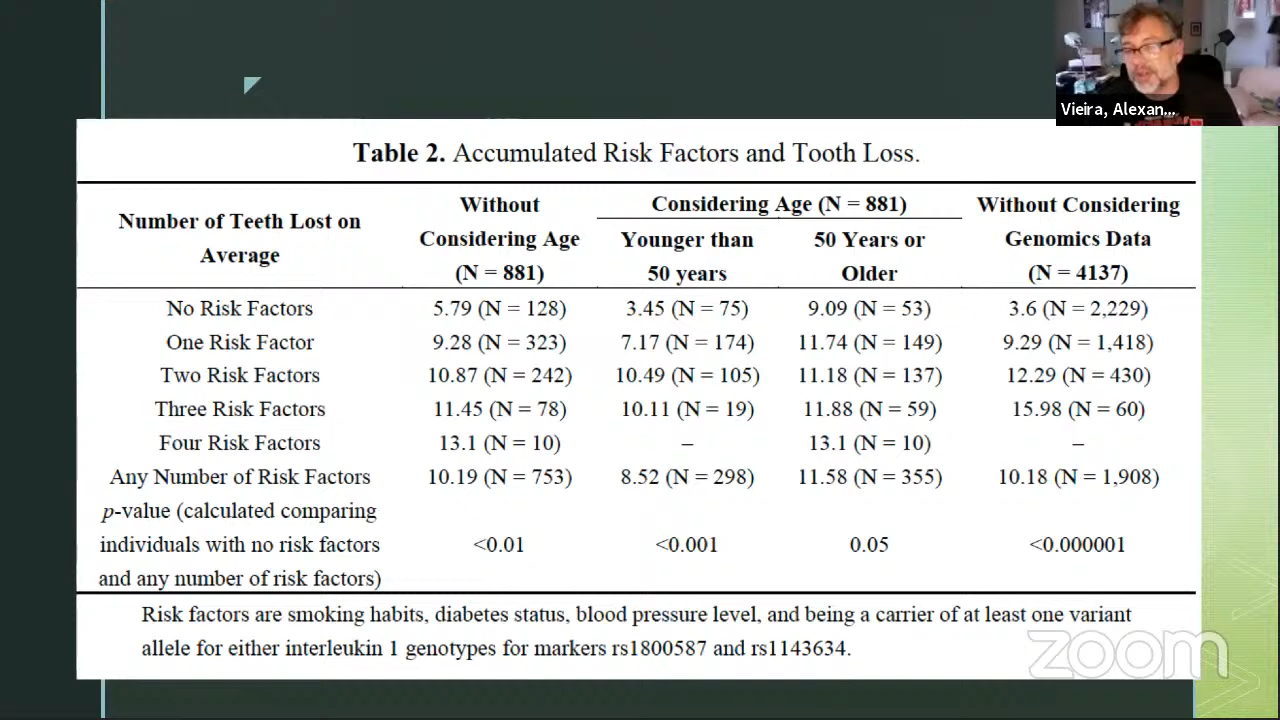 Vieira, Alexan...
Table 2. Accumulated Risk Factors and Tooth Loss.
Number of Teeth Lost on Average
Without Considering Age (N = 881)
Considering Age (N = 881)
Younger than 50 years
50 Years or Older
Without Considering Genomics Data (N = 4137)
No Risk Factors 5.79 (N = 128) 3.45 (N = 75) 9.09 (N = 53) 3.6 (N = 2,229)
One Risk Factor 9.28 (N = 323) 7.17 (N = 174) 11.74 (N = 149) 9.29 (N = 1,418)
Two Risk Factors 10.87 (N = 242) 10.49 (N = 105) 11.18 (N = 137) 12.29 (N = 430)
Three Risk Factors 11.45 (N = 78) 10.11 (N = 19) 11.88 (N = 59) 15.98 (N = 60)
Four Risk Factors 13.1 (N = 10) – 13.1 (N = 10) –
Any Number of Risk Factors 10.19 (N = 753) 8.52 (N = 298) 11.58 (N = 355) 10.18 (N = 1,908)
p-value (calculated comparing
individuals with no risk factors <0.01 <0.001 0.05 <0.000001
and any number of risk factors)
Risk factors are smoking habits, diabetes status, blood pressure level, and being a carrier of at least one variant
allele for either interleukin 1 genotypes for markers rs1800587 and rs1143634.
zoom